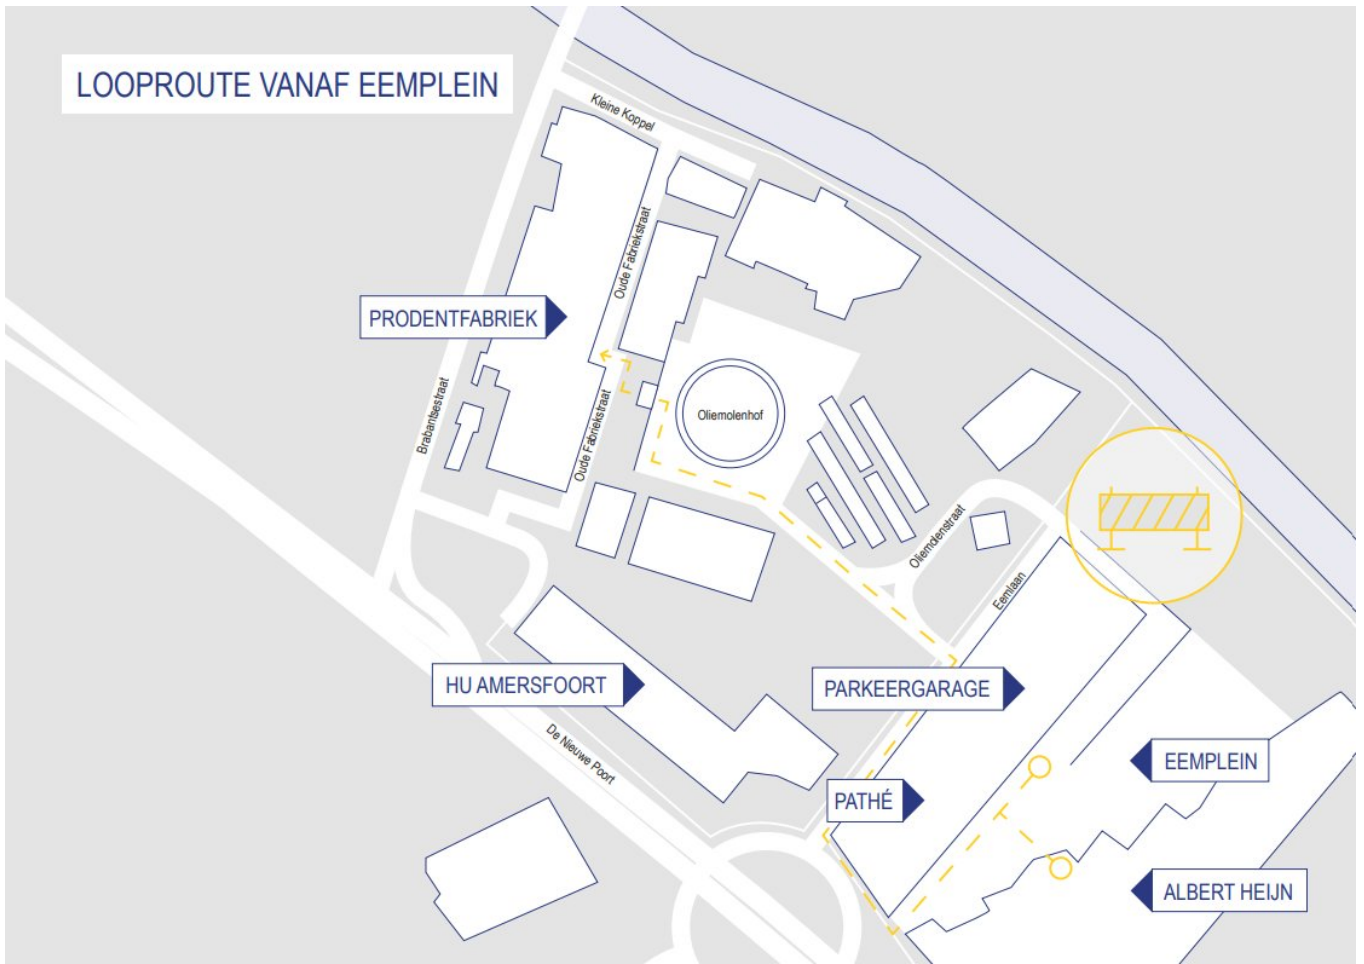 LOOPROUTE VANAF EEMPLEIN
Kleine Koppel
Oude Fabriekstraat
PRODENTFABRIEK
Brabantsestraat
Oude Fabriekstraat
Oliemolenhof
Oliemolenstraat
Eemlaan
HU AMERSFOORT
PARKEERGARAGE
De Nieuwe Poort
EEMPLEIN
PATHÉ
ALBERT HEIJN